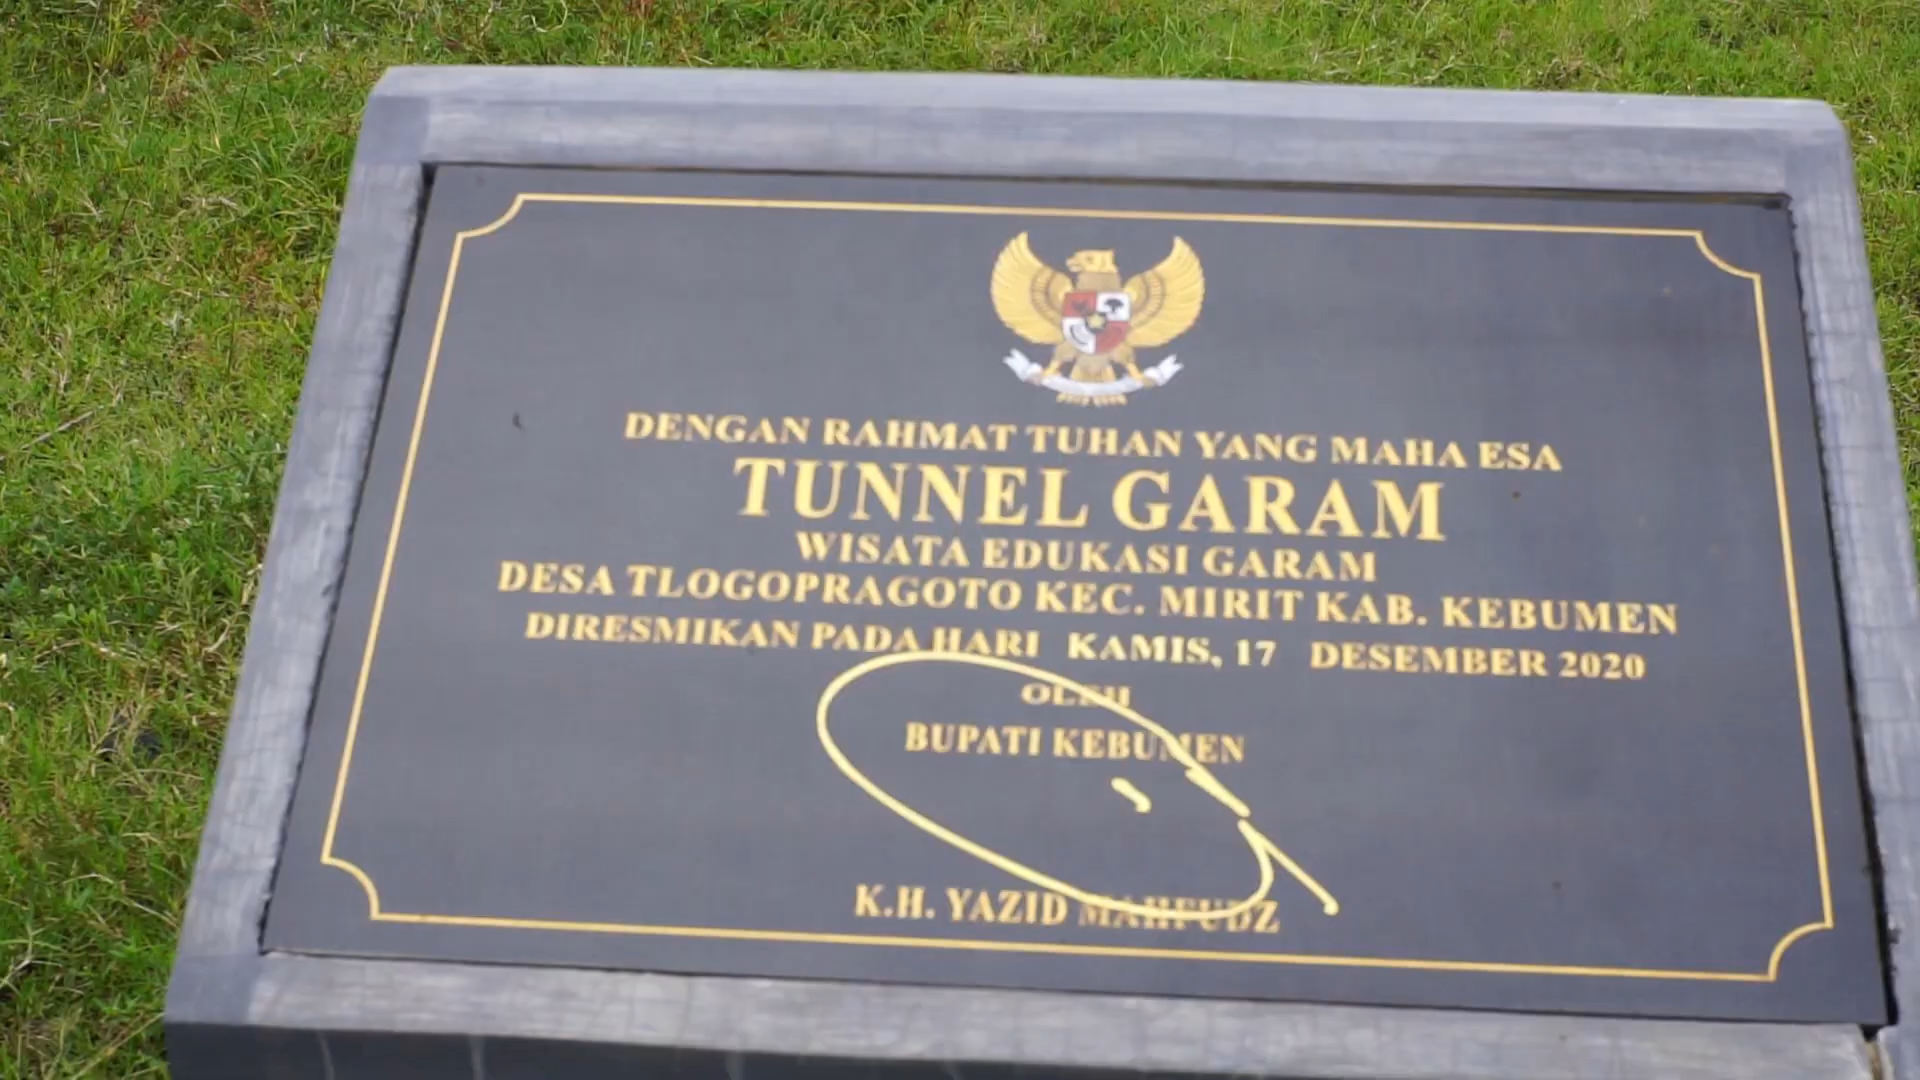 DENGAN RAHMAT TUHAN YANG MAHA ESA
TUNNEL GARAM
WISATA EDUKASI GARAM
DESA TLOGOPRAGOTO KEC. MIRIT KAB. KEBUMEN
DIRESMIKAN PADA HARI KAMIS, 17 DESEMBER 2020
OLEH
BUPATI KEBUMEN
K.H. YAZID MAHFUDZ